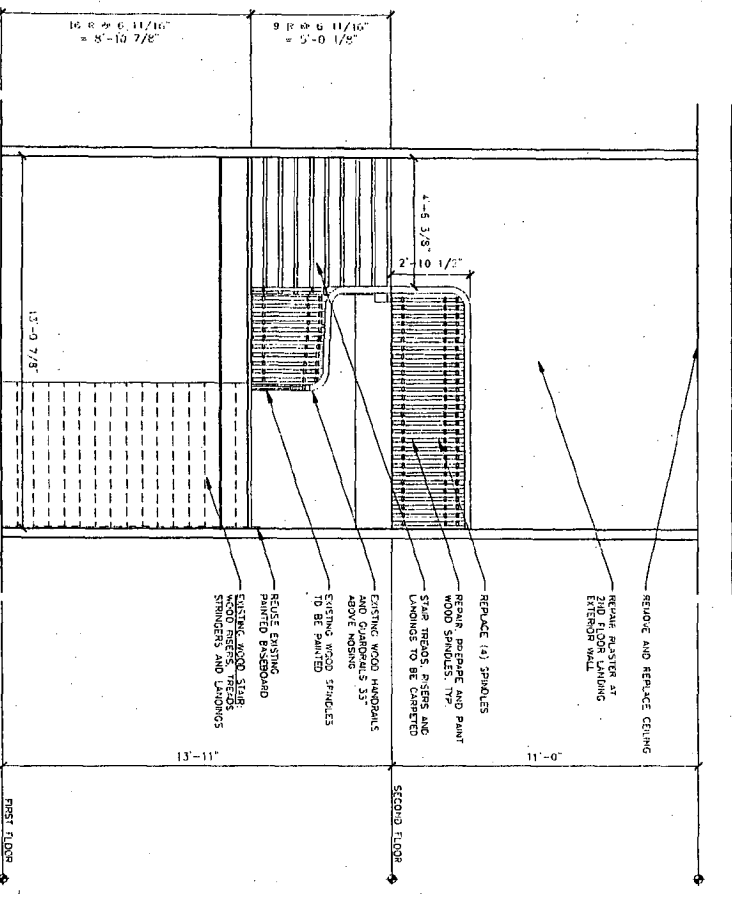 16 R @ 6 11/16"
= 8'-10 7/8"
9 R @ 6 11/16"
= 5'-0 1/8"
4'-6 3/8"
2'-10 1/2"
13'-0 7/8"
REMOVE AND REPLACE CEILING
REPAIR PLASTER AT
2ND FLOOR LANDING
EXTERIOR WALL
REPLACE (4) SPINDLES
REPAIR, PREPARE AND PAINT
WOOD SPINDLES, TYP.
STAIR TREADS, RISERS AND
LANDINGS TO BE CARPETED
EXISTING WOOD HANDRAILS
AND GUARDRAILS 33"
ABOVE NOSING
EXISTING WOOD SPINDLES
TO BE PAINTED
REUSE EXISTING
PAINTED BASEBOARD
EXISTING WOOD STAIR:
WOOD RISERS, TREADS
STRINGERS AND LANDINGS
13'-11"
11'-0"
SECOND FLOOR
FIRST FLOOR